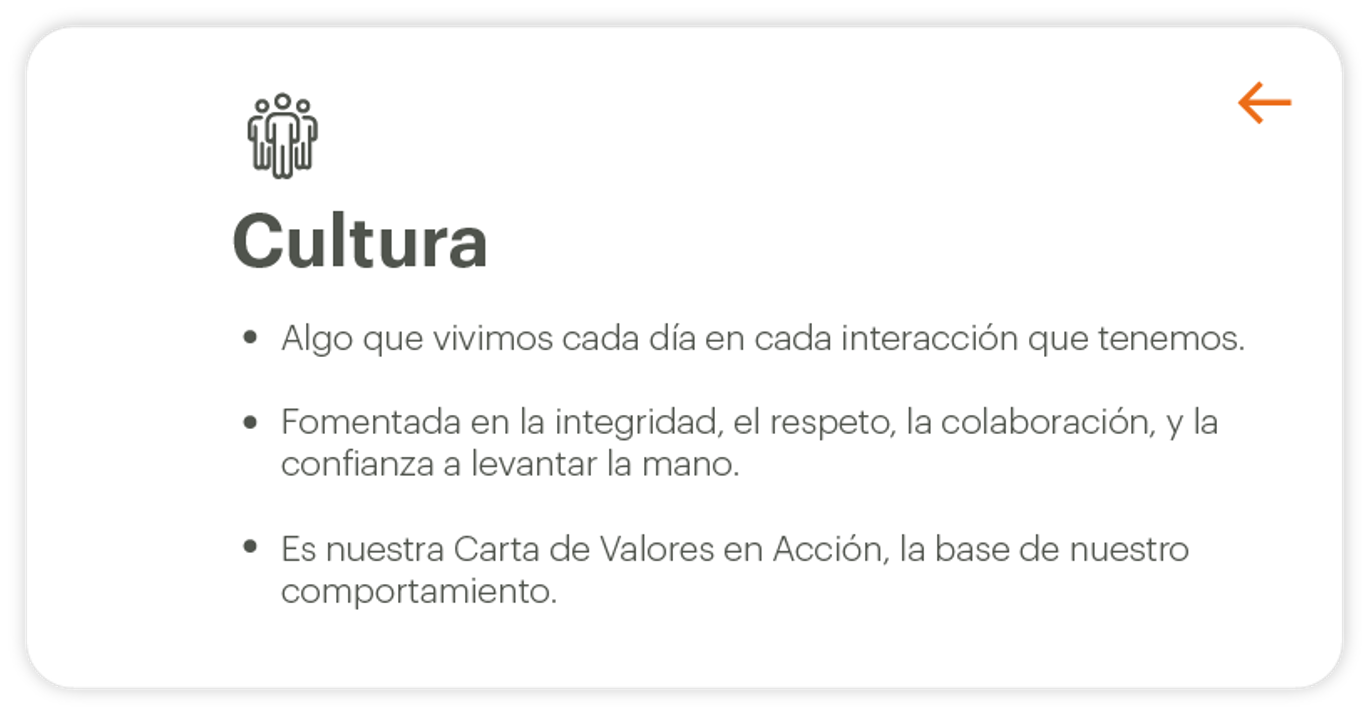 Cultura
• Algo que vivimos cada día en cada interacción que tenemos.
• Fomentada en la integridad, el respeto, la colaboración, y la
confianza a levantar la mano.
• Es nuestra Carta de Valores en Acción, la base de nuestro
comportamiento.